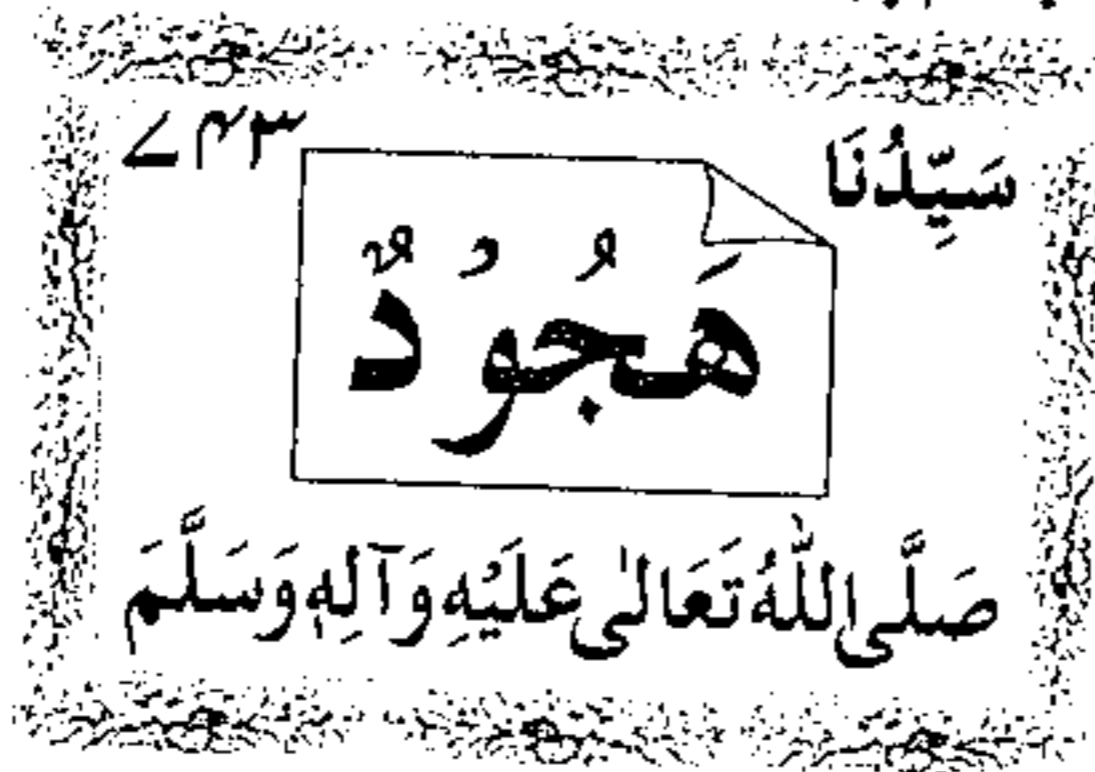 سَيِّدُنَا ۷۴۳
هَجُوْدٌ
صَلَّى اللّٰهُ تَعَالٰى عَلَيْهِ وَآلِهٖ وَسَلَّمَ